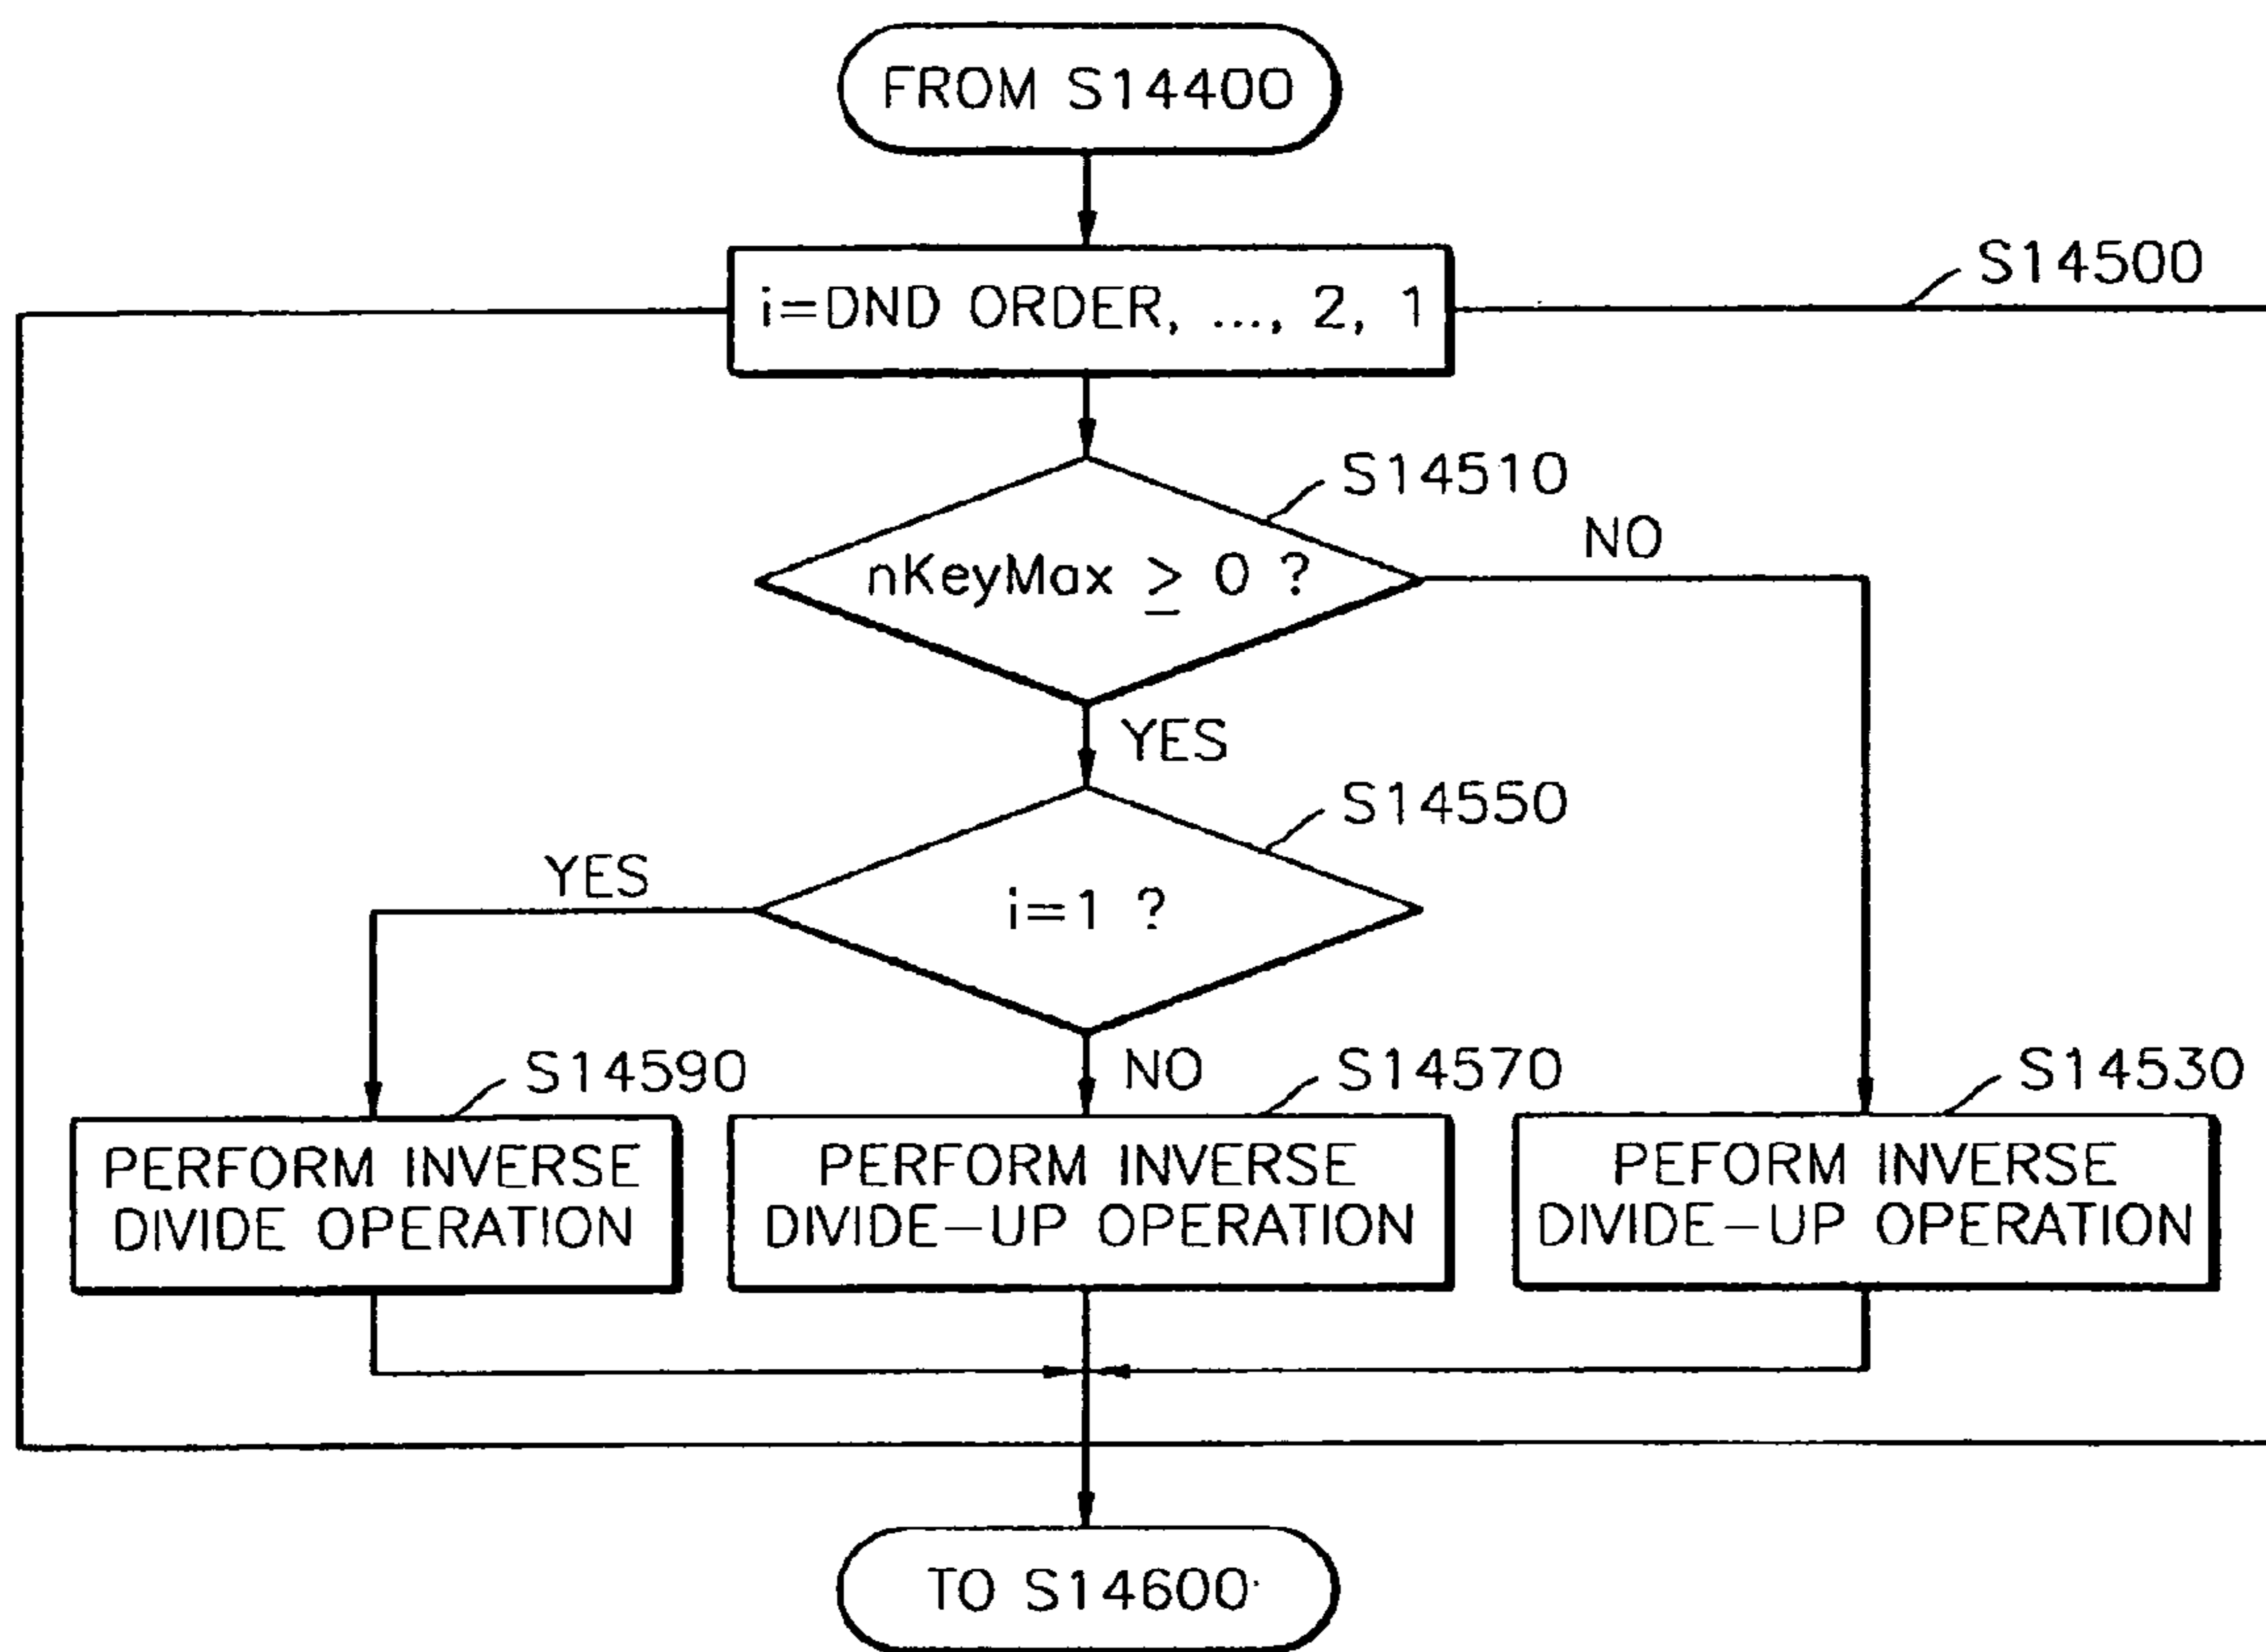 FROM S14400
S14500
i=DND ORDER, ..., 2, 1
S14510
NO
nKeyMax ≥ 0 ?
YES
S14550
YES
i=1 ?
NO
S14590
S14570
S14530
PERFORM INVERSE
DIVIDE OPERATION
PERFORM INVERSE
DIVIDE-UP OPERATION
PEFORM INVERSE
DIVIDE-UP OPERATION
TO S14600